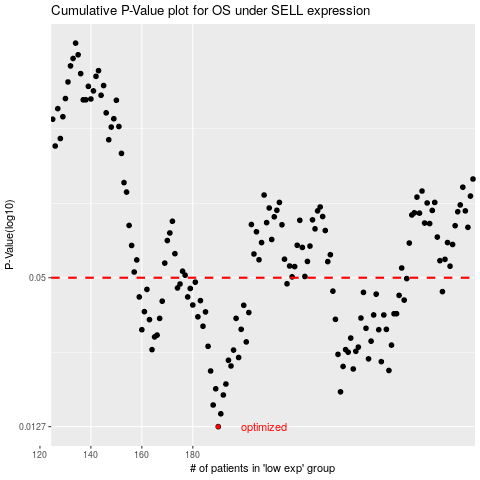 Cumulative P-Value plot for OS under SELL expression
P-Value(log10)
0.05
0.0127
optimized
120 140 160 180
# of patients in 'low exp' group